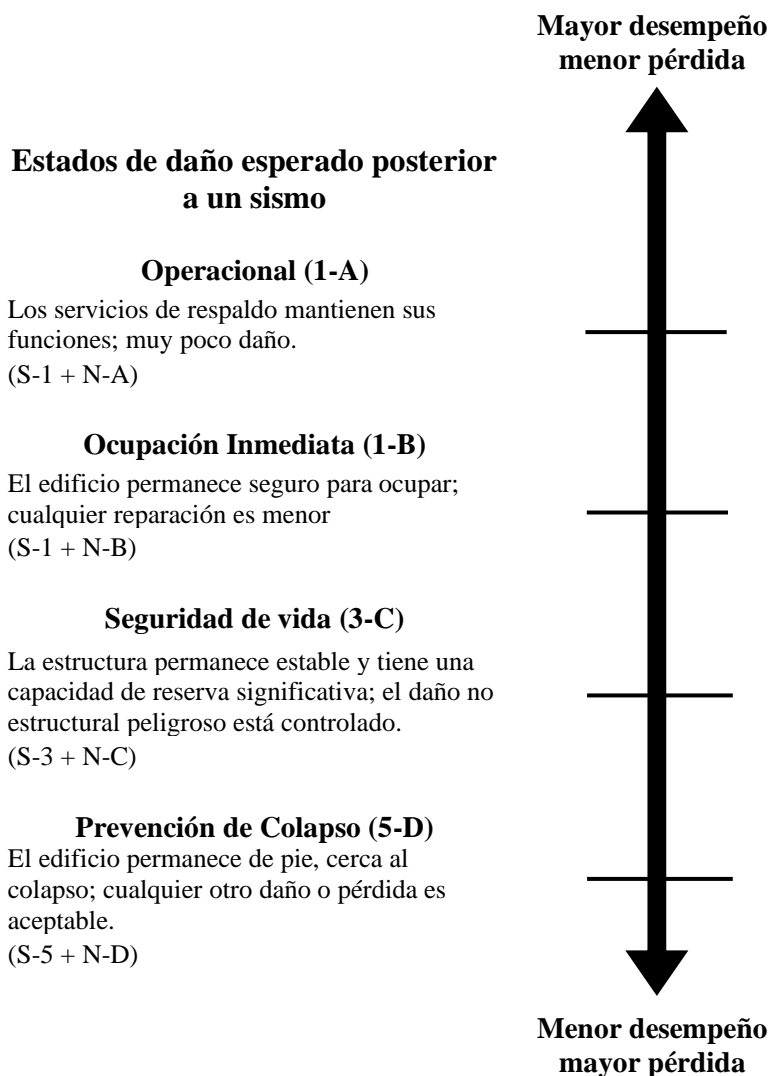 Mayor desempeño
menor pérdida
Estados de daño esperado posterior
a un sismo
Operacional (1-A)
Los servicios de respaldo mantienen sus
funciones; muy poco daño.
(S-1 + N-A)
Ocupación Inmediata (1-B)
El edificio permanece seguro para ocupar;
cualquier reparación es menor
(S-1 + N-B)
Seguridad de vida (3-C)
La estructura permanece estable y tiene una
capacidad de reserva significativa; el daño no
estructural peligroso está controlado.
(S-3 + N-C)
Prevención de Colapso (5-D)
El edificio permanece de pie, cerca al
colapso; cualquier otro daño o pérdida es
aceptable.
(S-5 + N-D)
Menor desempeño
mayor pérdida